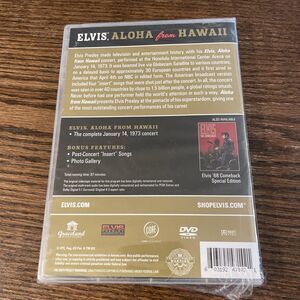 ELVIS, ALOHA from HAWAII
Elvis Presley made television and entertainment history with his Elvis, Aloha
from Hawaii concert, performed at the Honolulu International Center Arena on
January 14, 1973. It was beamed live via Globecam Satellite to various countries,
on a delayed basis to approximately 30 European countries and it first aired in
America that April 4th on NBC in edited form. The American broadcast version
included four "insert" songs that were shot just after the concert. In all, the concert
was seen in over 40 countries by close to 1.5 billion people, a global ratings smash.
Never before had one performer held the world's attention in such a way. Aloha
from Hawaii presents Elvis Presley at the pinnacle of his superstardom, giving one
of the most outstanding concert performances of his career.
ALSO AVAILABLE
ELVIS, ALOHA FROM HAWAII
• The complete January 14, 1973 concert
BONUS FEATURES:
• Post-Concert "Insert" Songs
• Photo Gallery
ELVIS
Elvis '68 Comeback
Special Edition
ELVIS.COM
SHOPELVIS.COM
Graceland
ELVIS
CORE
DVD
VIDEO